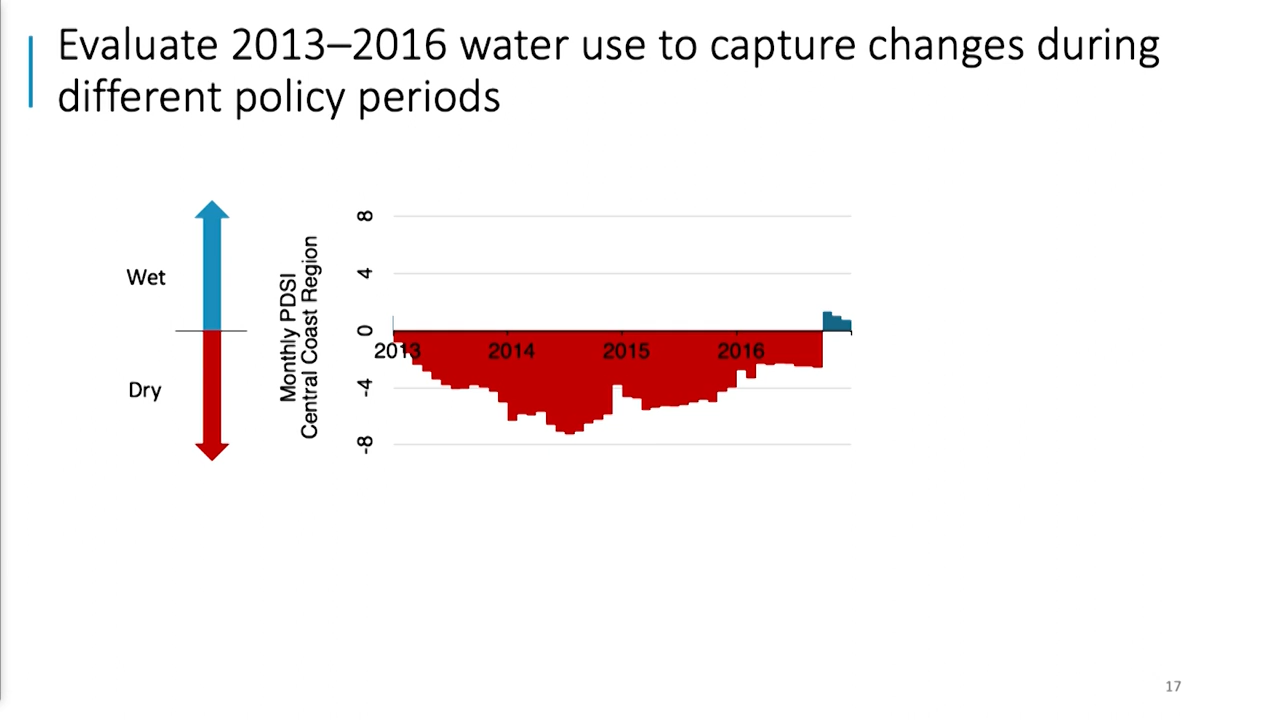 Evaluate 2013–2016 water use to capture changes during
different policy periods
Wet
Dry
Monthly PDSI
Central Coast Region
8
4
0
-4
-8
2013
2014
2015
2016
17